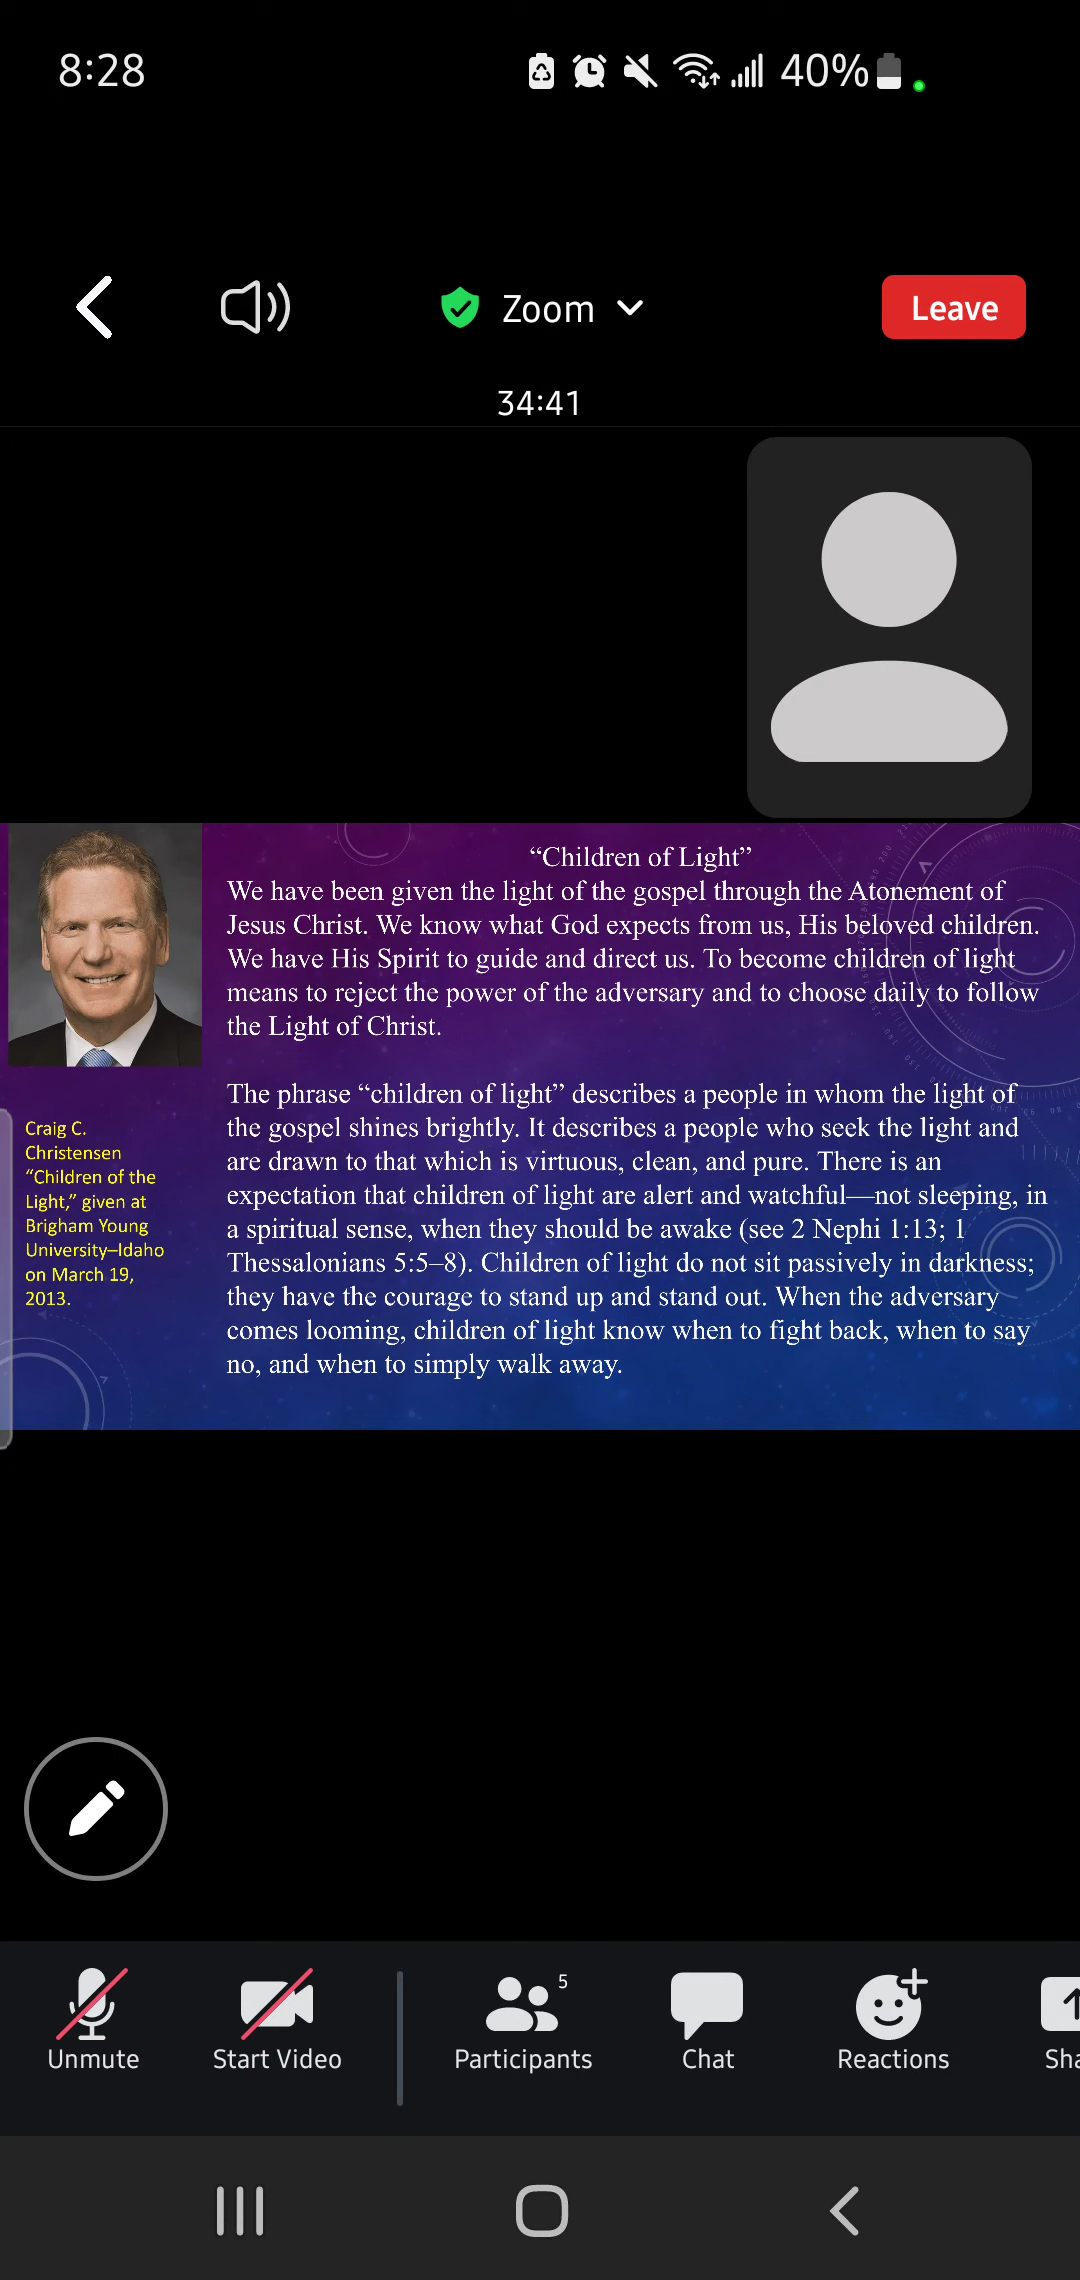 8:28
40%
Zoom
Leave
34:41
“Children of Light”
We have been given the light of the gospel through the Atonement of
Jesus Christ. We know what God expects from us, His beloved children.
We have His Spirit to guide and direct us. To become children of light
means to reject the power of the adversary and to choose daily to follow
the Light of Christ.
The phrase “children of light” describes a people in whom the light of
the gospel shines brightly. It describes a people who seek the light and
are drawn to that which is virtuous, clean, and pure. There is an
expectation that children of light are alert and watchful—not sleeping, in
a spiritual sense, when they should be awake (see 2 Nephi 1:13; 1
Thessalonians 5:5–8). Children of light do not sit passively in darkness;
they have the courage to stand up and stand out. When the adversary
comes looming, children of light know when to fight back, when to say
no, and when to simply walk away.
Craig C.
Christensen
“Children of the
Light,” given at
Brigham Young
University–Idaho
on March 19,
2013.
5
Unmute
Start Video
Participants
Chat
Reactions
Sha